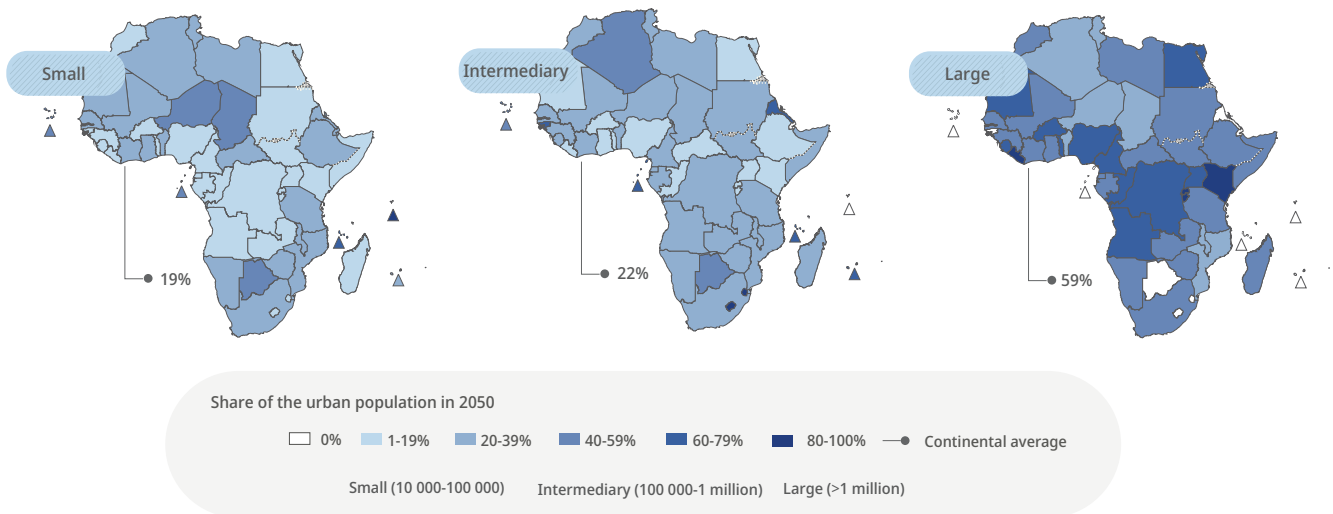 Small
Intermediary
Large
19%
22%
59%
Share of the urban population in 2050
0% 1-19% 20-39% 40-59% 60-79% 80-100% Continental average
Small (10 000-100 000) Intermediary (100 000-1 million) Large (>1 million)